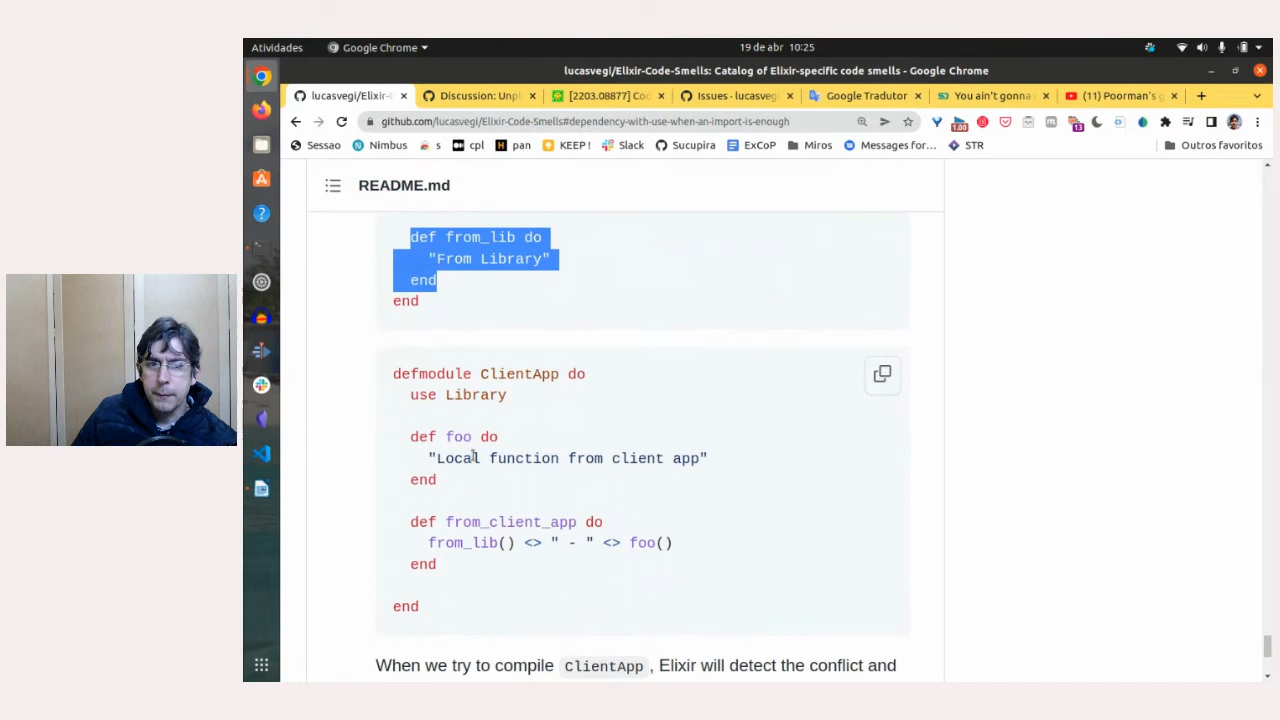 Atividades
Google Chrome
19 de abr 10:25
lucasvegi/Elixir-Code-Smells: Catalog of Elixir-specific code smells - Google Chrome
lucasvegi/Elixir-C
Discussion: Unpl
[2203.08877] Co
Issues · lucasvegi
Google Tradutor
You ain't gonna
(11) Poorman's g
github.com/lucasvegi/Elixir-Code-Smells#dependency-with-use-when-an-import-is-enough
1.00
13
Sessao
Nimbus
s
cpl
pan
KEEP!
Slack
Sucupira
ExCoP
Miros
Messages for...
STR
Outros favoritos
README.md
def from_lib do
"From Library"
end
end
defmodule ClientApp do
use Library
def foo do
"Local function from client app"
end
def from_client_app do
from_lib() <> " - " <> foo()
end
end
When we try to compile ClientApp, Elixir will detect the conflict and